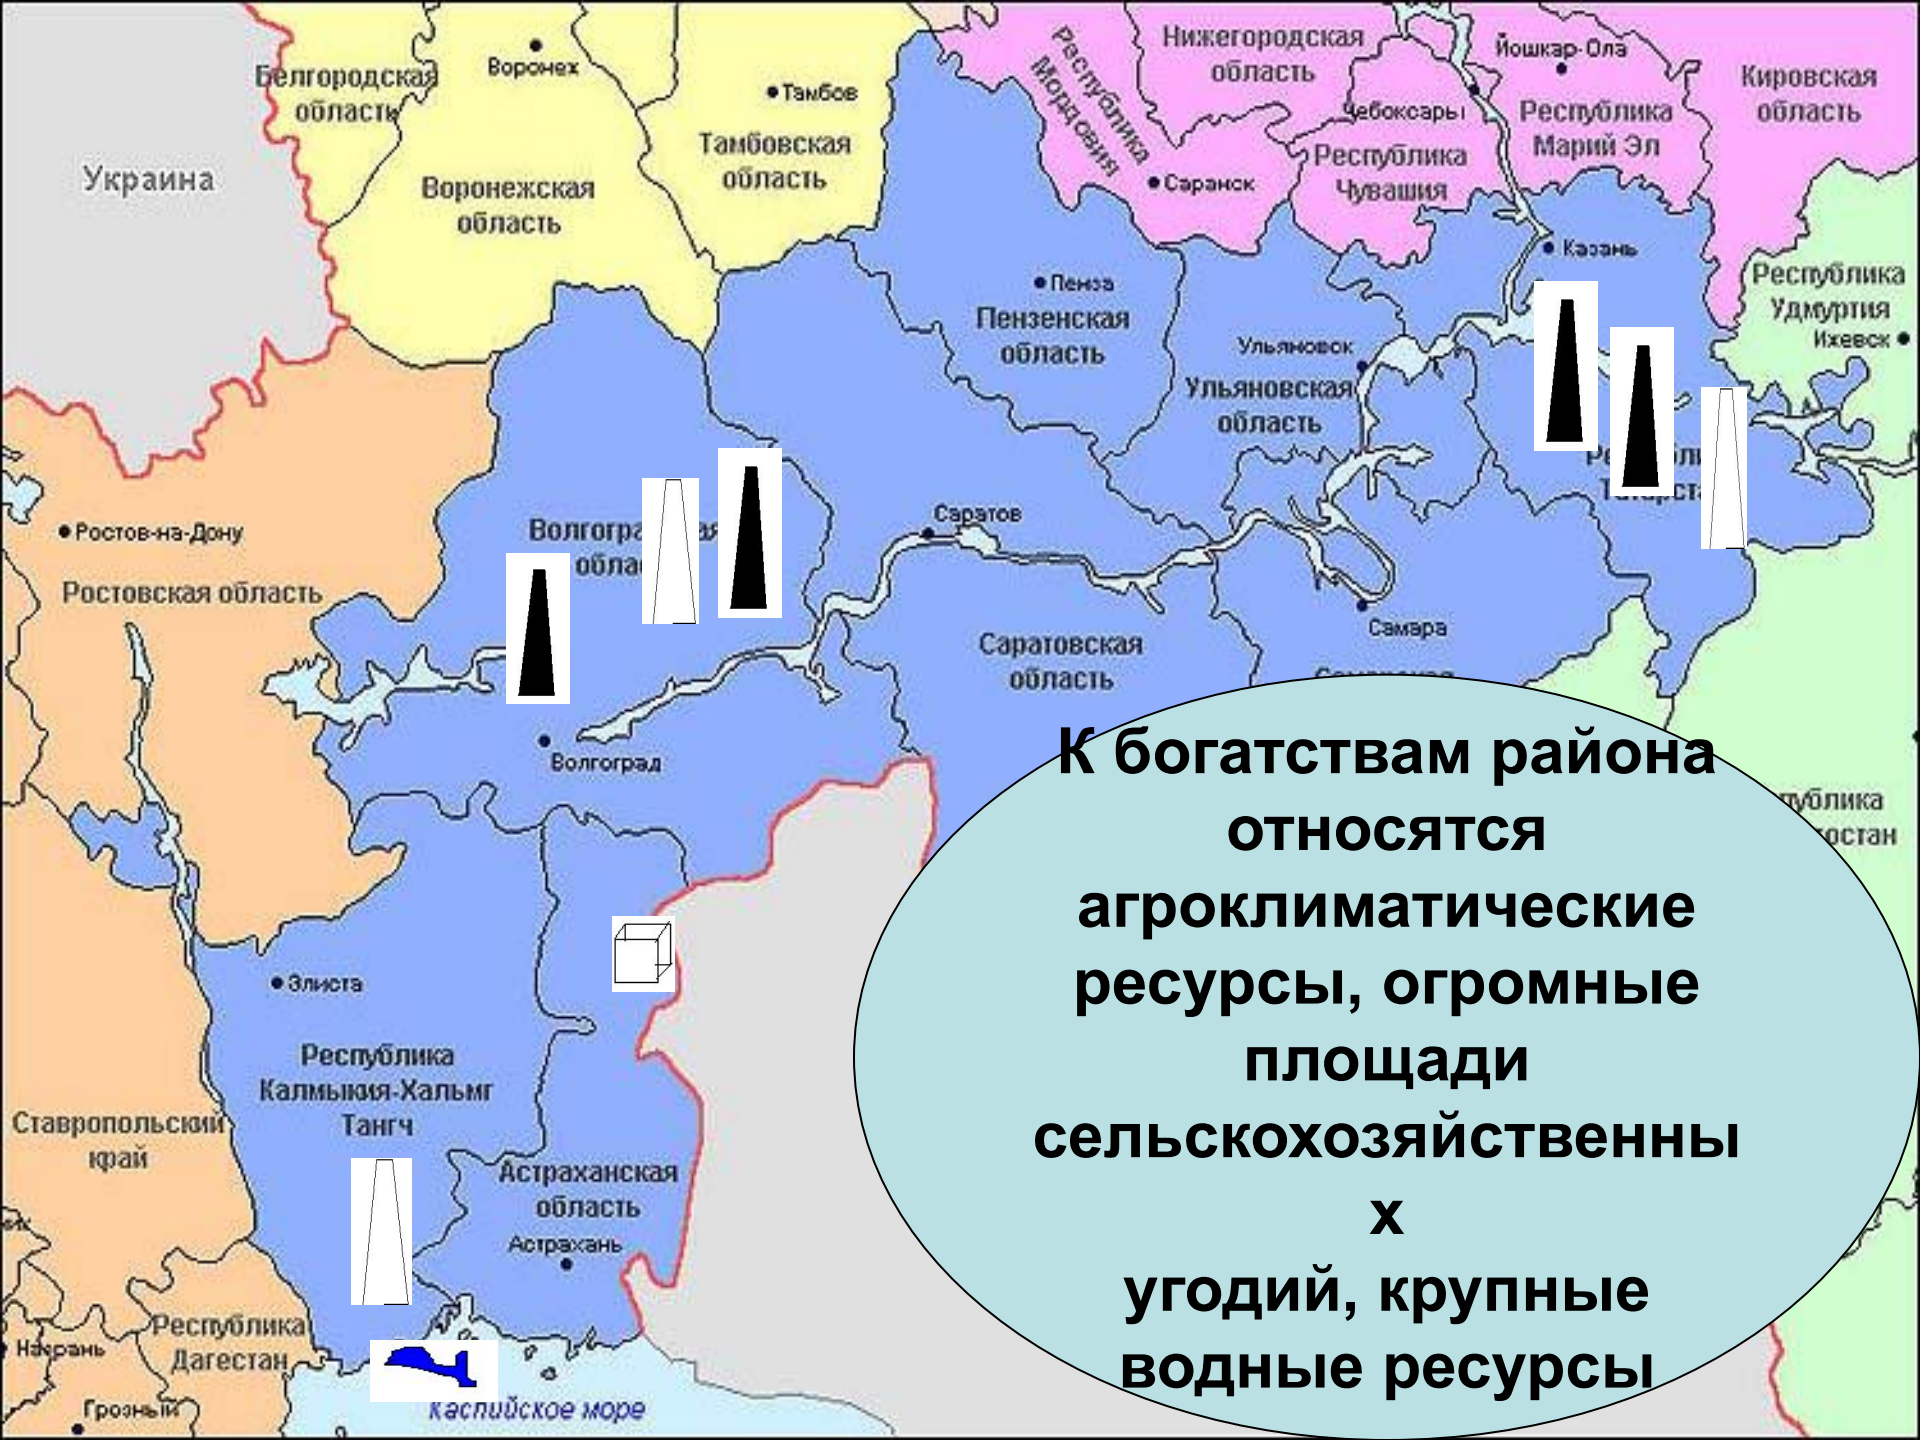 Белгородская
область
Воронех
Тамбов
Тамбовская
область
Воронежская
область
Украина
Республика
Мордовия
Нижегородская
область
Йошкар-Ола
Кировская
область
Чебоксары
Республика
Марий Эл
Республика
Чувашия
Саранск
Казань
Республика
Удмуртия
Ижевск
Пенза
Пензенская
область
Ульяновск
Ульяновская
область
Ростов-на-Дону
Ростовская область
Саратов
Саратовская
область
Самара
Волгоград
Элиста
Республика
Калмыкия-Хальмг
Тангч
Ставропольский
край
Астраханская
область
Астрахань
Республика
Дагестан
Назрань
Грозный
Каспийское море
К богатствам района
относятся
агроклиматические
ресурсы, огромные
площади
сельскохозяйственны
х
угодий, крупные
водные ресурсы